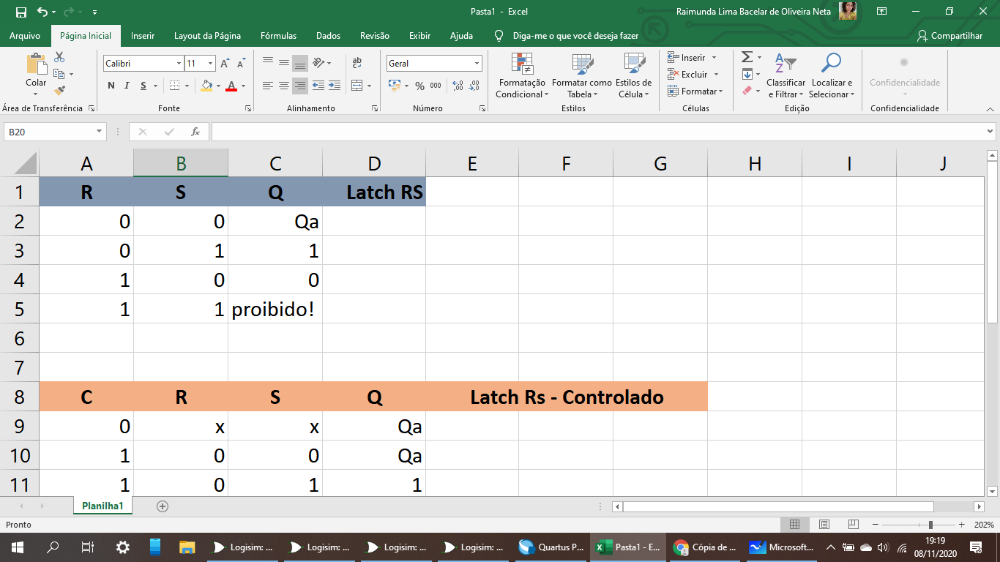 Pasta1 - Excel
Raimunda Lima Bacelar de Oliveira Neta
Arquivo Página Inicial Inserir Layout da Página Fórmulas Dados Revisão Exibir Ajuda Diga-me o que você deseja fazer Compartilhar
Colar
Área de Transferência
Calibri 11
N I S A
Fonte
ab
Alinhamento
Geral
% 000
Número
Formatação Condicional
Formatar como Tabela
Estilos de Célula
Estilos
Inserir
Excluir
Formatar
Células
Classificar e Filtrar
Localizar e Selecionar
Edição
Confidencialidade
Confidencialidade
B20 fx
A B C D E F G H I J
1 R S Q Latch RS
2 0 0 Qa
3 0 1 1
4 1 0 0
5 1 1 proibido!
6
7
8 C R S Q Latch Rs - Controlado
9 0 x x Qa
10 1 0 0 Qa
11 1 0 1 1
Planilha1
Pronto 202%
Logisim: ... Logisim: ... Logisim: ... Logisim: ... Quartus P... Pasta1 - E... Cópia de ... Microsoft...
19:19
08/11/2020